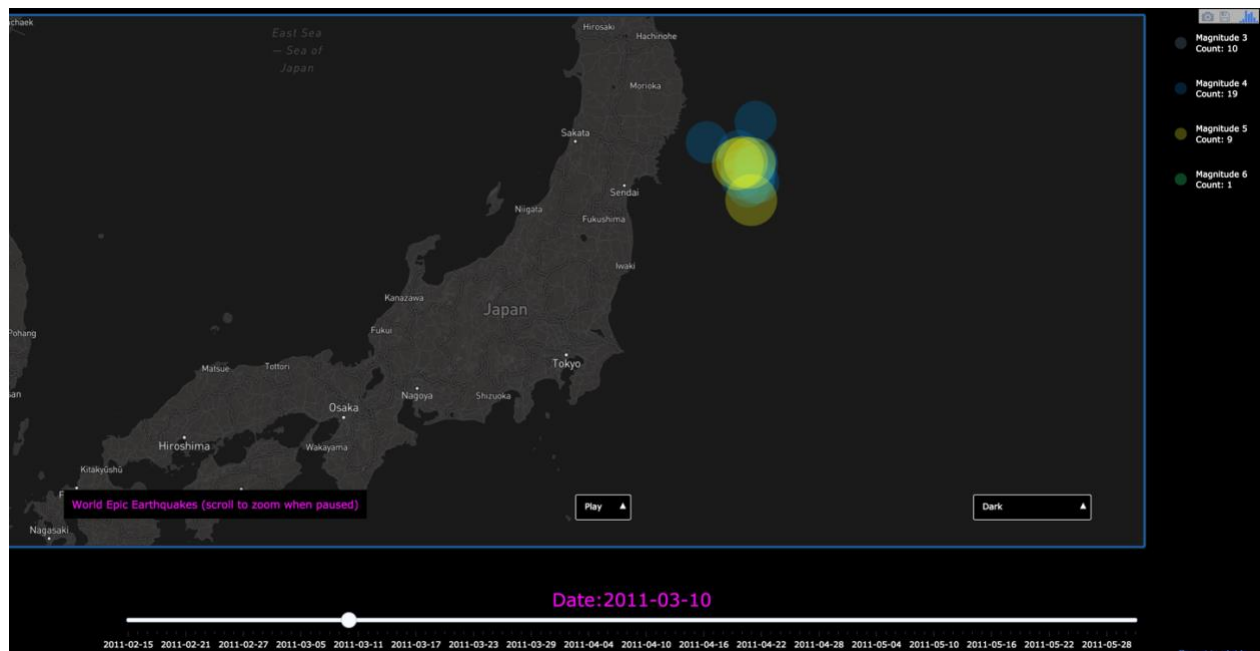 East Sea
— Sea of
Japan
Hirosaki
Hachinohe
Morioka
Sakata
Sendai
Niigata
Fukushima
Iwaki
Kanazawa
Japan
Fukui
Pohang
Tokyo
Matsue
Tottori
Nagoya
Shizuoka
Osaka
Hiroshima
Wakayama
Kitakyūshū
World Epic Earthquakes (scroll to zoom when paused)
Play
Dark
Nagasaki
Magnitude 3
Count: 10
Magnitude 4
Count: 19
Magnitude 5
Count: 9
Magnitude 6
Count: 1
Date:2011-03-10
2011-02-15 2011-02-21 2011-02-27 2011-03-05 2011-03-11 2011-03-17 2011-03-23 2011-03-29 2011-04-04 2011-04-10 2011-04-16 2011-04-22 2011-04-28 2011-05-04 2011-05-10 2011-05-16 2011-05-22 2011-05-28